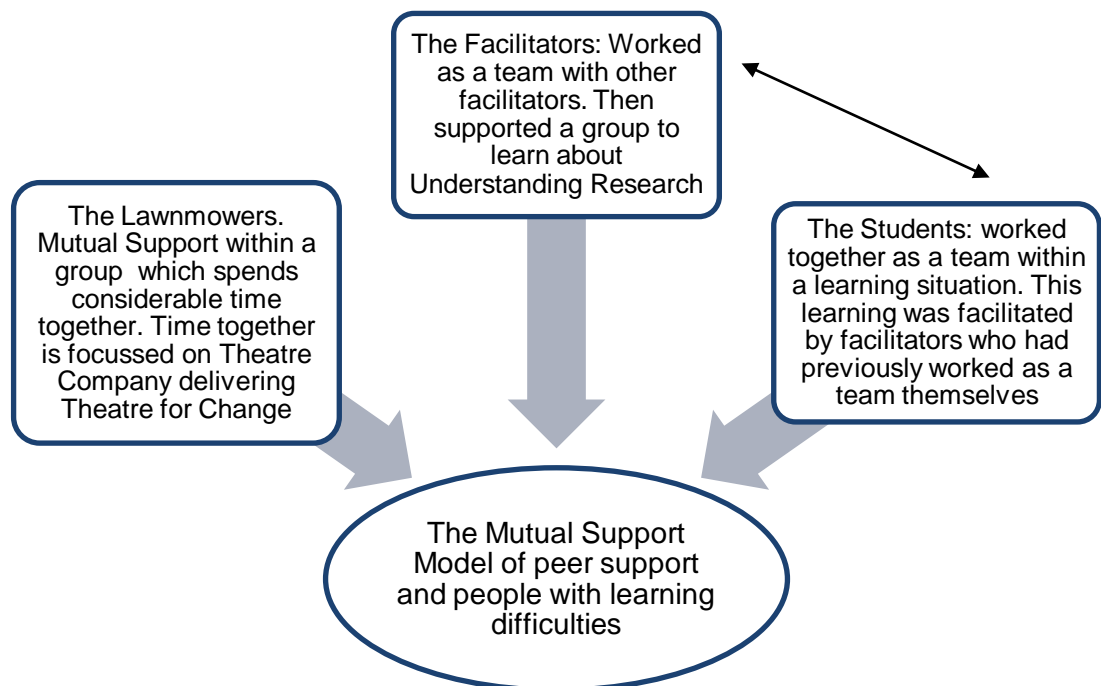 The Facilitators: Worked
as a team with other
facilitators. Then
supported a group to
learn about
Understanding Research
The Lawnmowers.
Mutual Support within a
group which spends
considerable time
together. Time together
is focussed on Theatre
Company delivering
Theatre for Change
The Students: worked
together as a team within
a learning situation. This
learning was facilitated
by facilitators who had
previously worked as a
team themselves
The Mutual Support
Model of peer support
and people with learning
difficulties